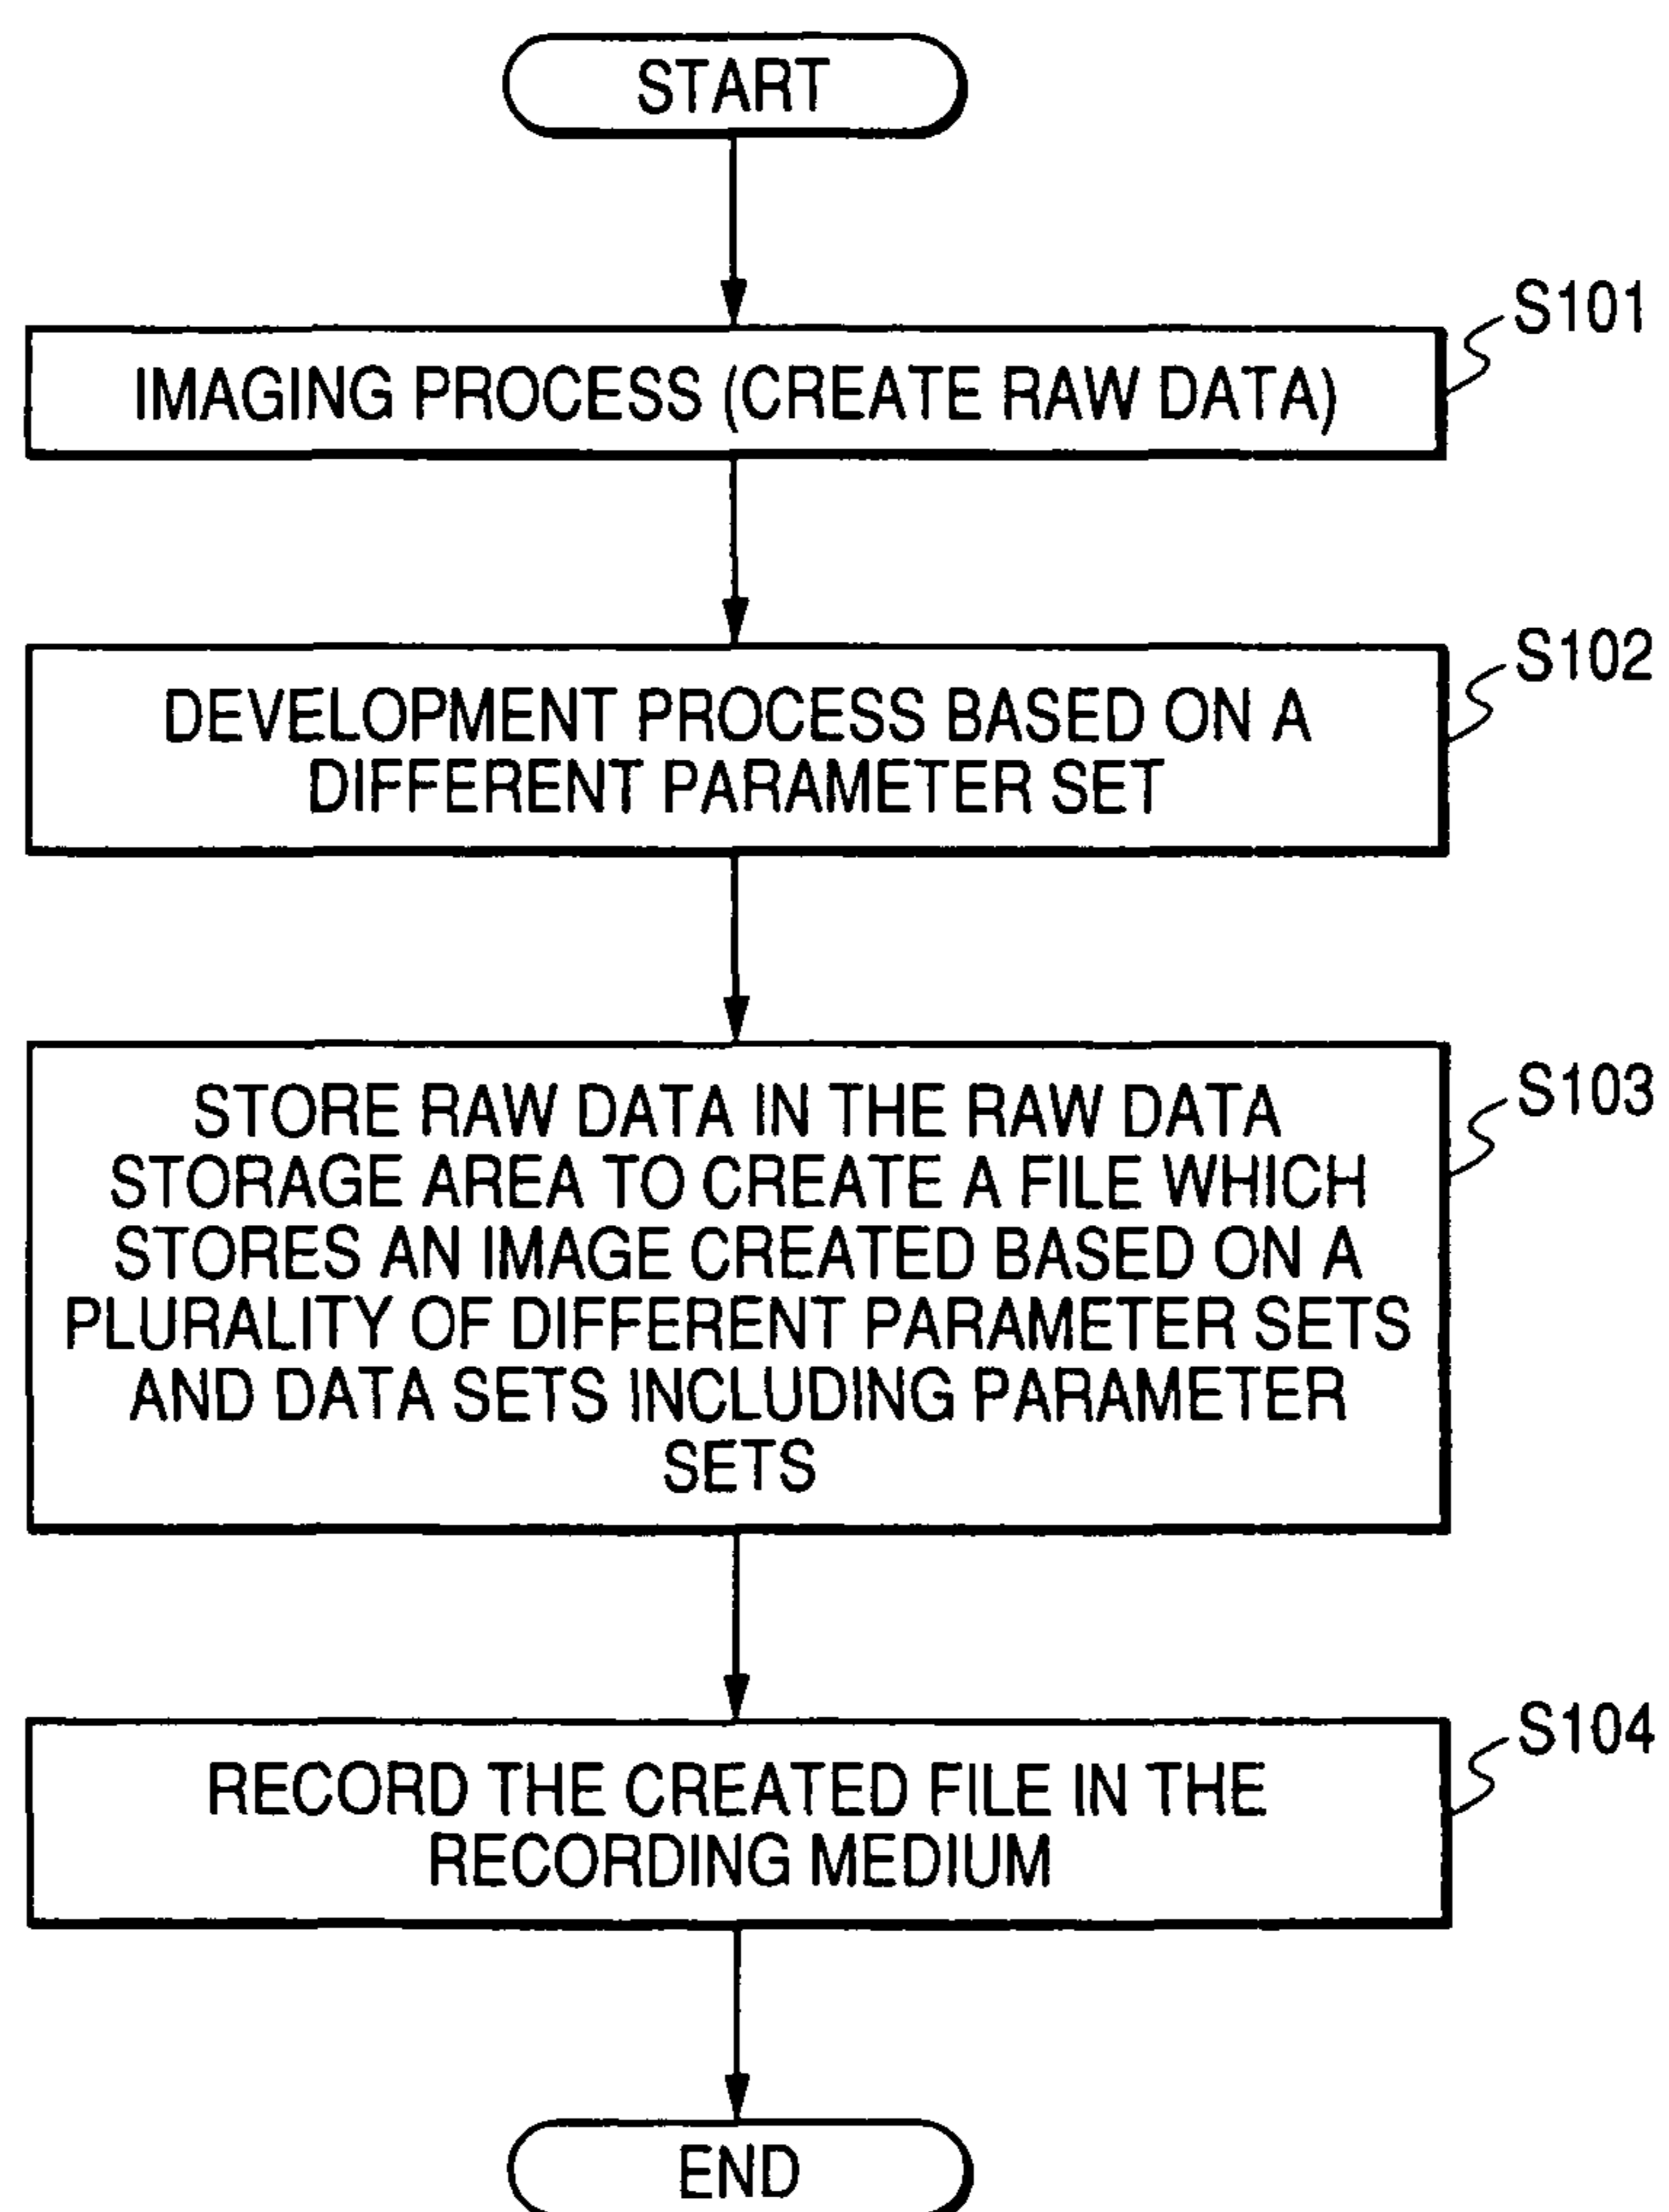 START
S101
IMAGING PROCESS (CREATE RAW DATA)
S102
DEVELOPMENT PROCESS BASED ON A
DIFFERENT PARAMETER SET
S103
STORE RAW DATA IN THE RAW DATA
STORAGE AREA TO CREATE A FILE WHICH
STORES AN IMAGE CREATED BASED ON A
PLURALITY OF DIFFERENT PARAMETER SETS
AND DATA SETS INCLUDING PARAMETER
SETS
S104
RECORD THE CREATED FILE IN THE
RECORDING MEDIUM
END